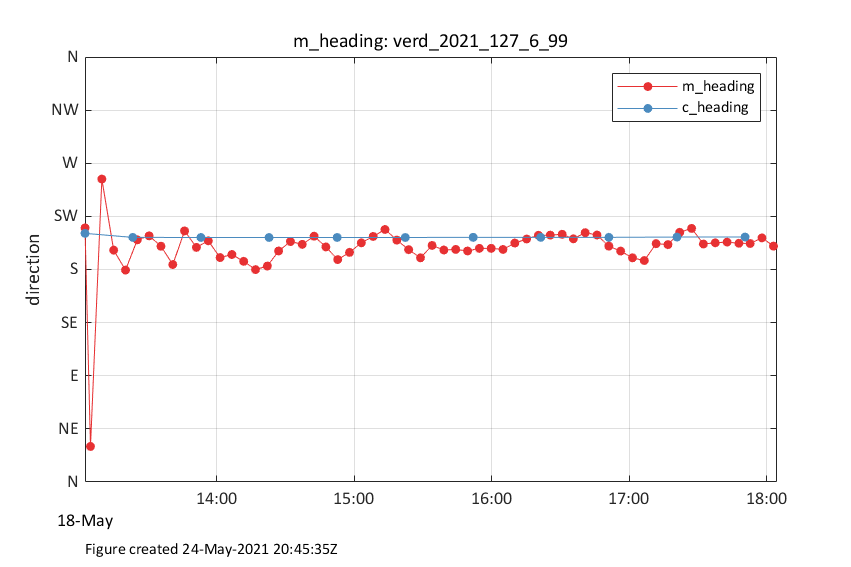 m_heading: verd_2021_127_6_99
N
NW
W
SW
S
SE
E
NE
N
direction
m_heading
c_heading
14:00
15:00
16:00
17:00
18:00
18-May
Figure created 24-May-2021 20:45:35Z